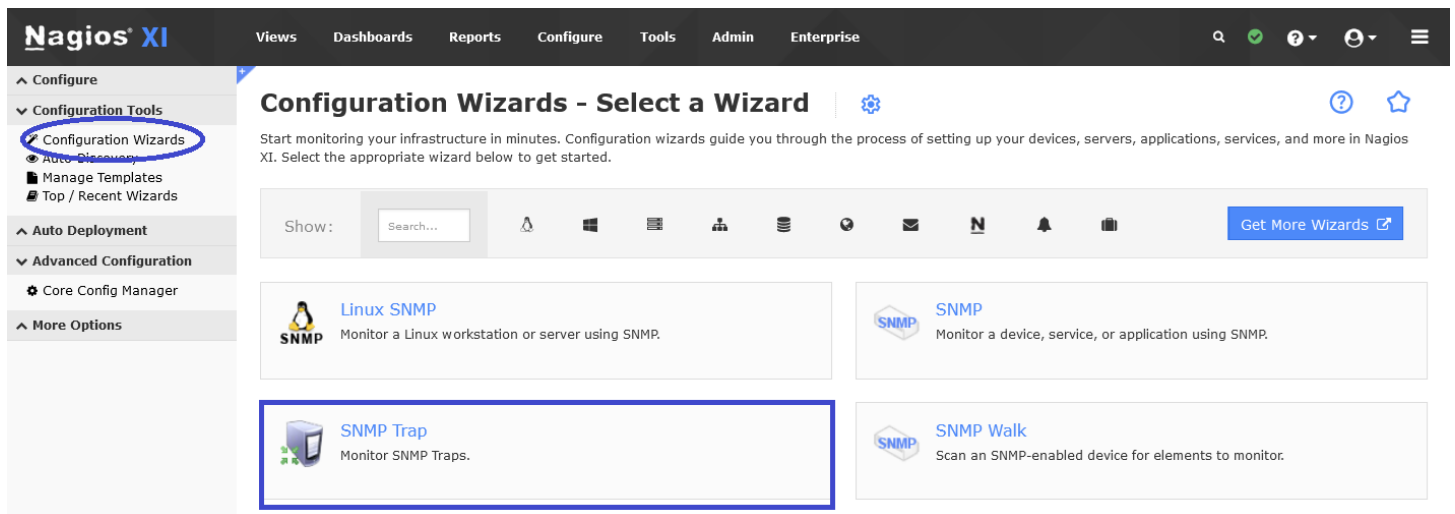 Nagios® XI
Views Dashboards Reports Configure Tools Admin Enterprise
Configure
Configuration Tools
Configuration Wizards
Auto-Discovery
Manage Templates
Top / Recent Wizards
Auto Deployment
Advanced Configuration
Core Config Manager
More Options
Configuration Wizards - Select a Wizard
Start monitoring your infrastructure in minutes. Configuration wizards guide you through the process of setting up your devices, servers, applications, services, and more in Nagios
XI. Select the appropriate wizard below to get started.
Show: Search... N Get More Wizards
SNMP
Linux SNMP
Monitor a Linux workstation or server using SNMP.
SNMP
SNMP
Monitor a device, service, or application using SNMP.
SNMP Trap
Monitor SNMP Traps.
SNMP
SNMP Walk
Scan an SNMP-enabled device for elements to monitor.